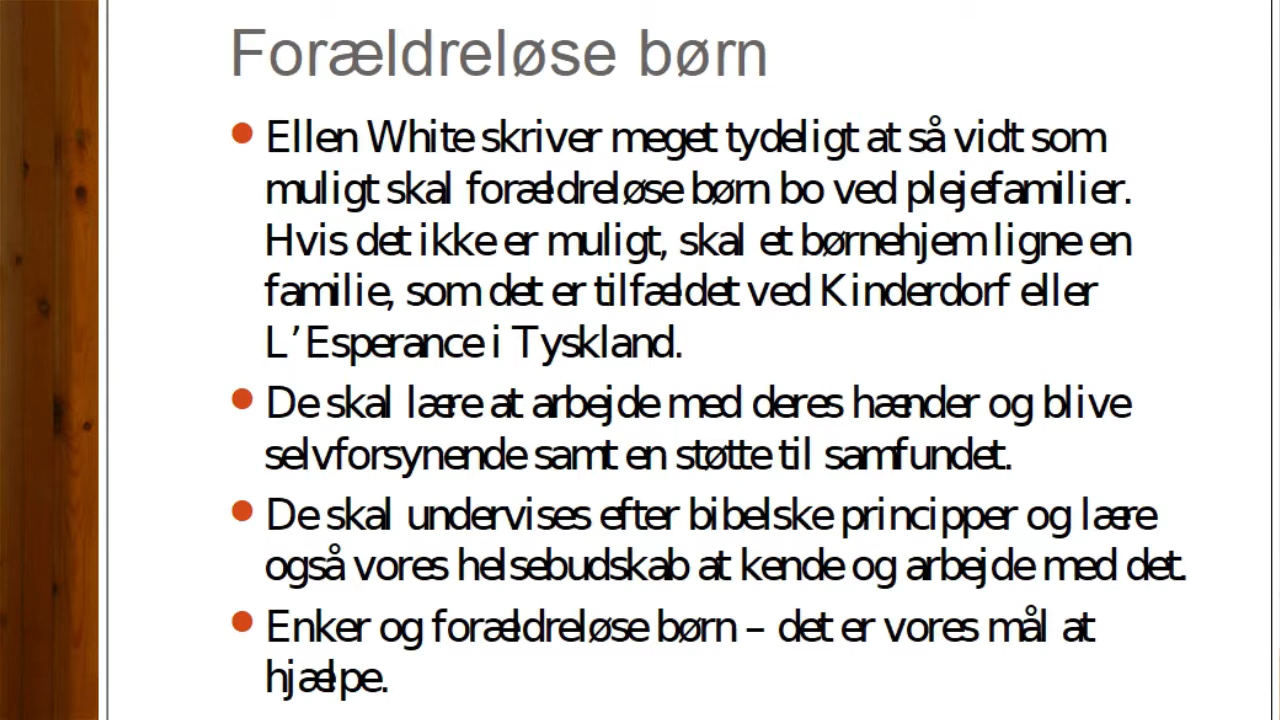 Forældreløse børn
Ellen White skriver meget tydeligt at så vidt som
muligt skal forældreløse børn bo ved plejefamilier.
Hvis det ikke er muligt, skal et børnehjem ligne en
familie, som det er tilfældet ved Kinderdorf eller
L’Esperance i Tyskland.
De skal lære at arbejde med deres hænder og blive
selvforsynende samt en støtte til samfundet.
De skal undervises efter bibelske principper og lære
også vores helsebudskab at kende og arbejde med det.
Enker og forældreløse børn – det er vores mål at
hjælpe.